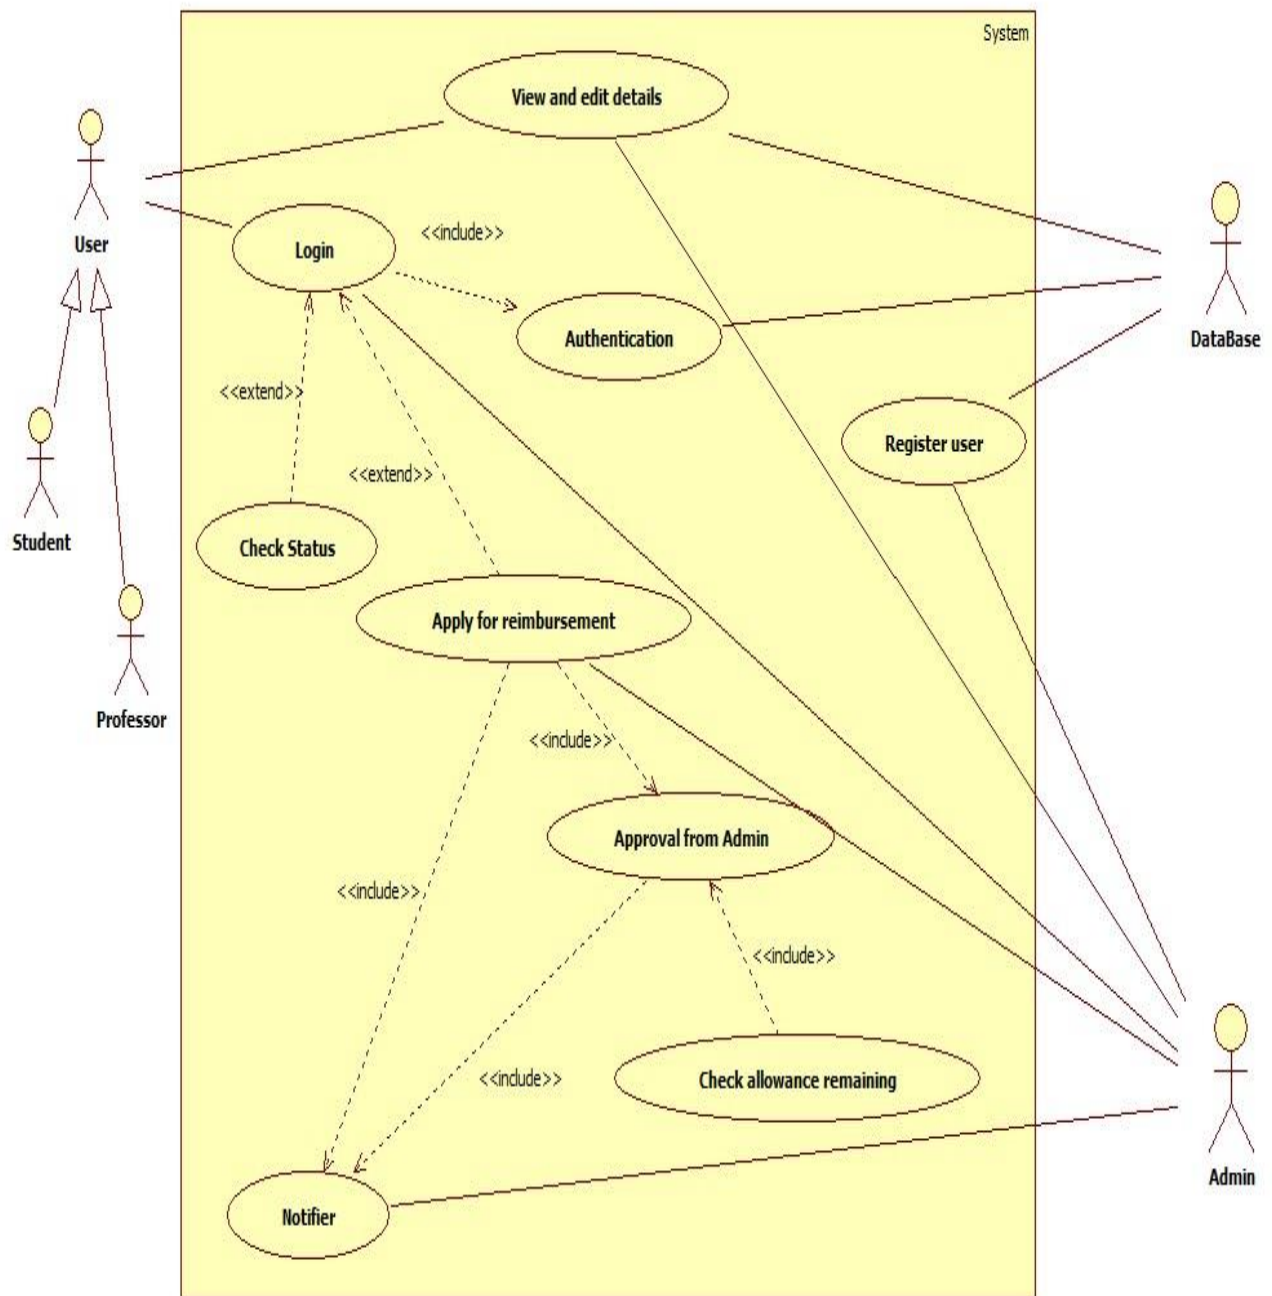 System
View and edit details
User
Login
<<include>>
Authentication
DataBase
<<extend>>
Register user
<<extend>>
Student
Check Status
Apply for reimbursement
Professor
<<include>>
Approval from Admin
<<include>>
<<include>>
<<include>>
Check allowance remaining
Admin
Notifier